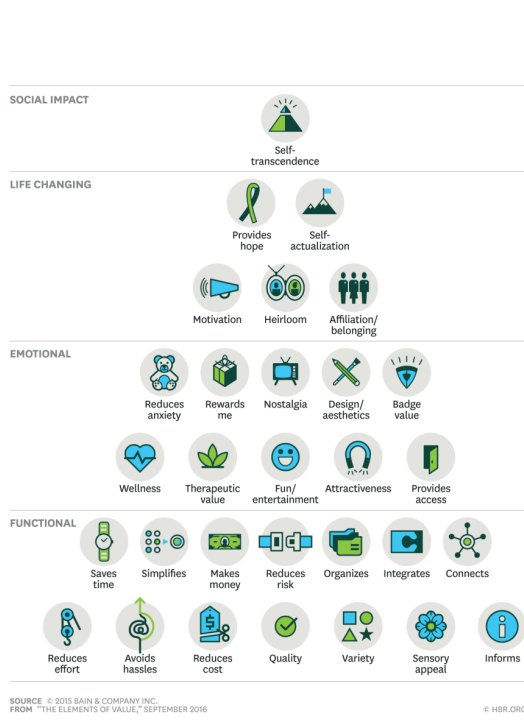 SOCIAL IMPACT
Self-
transcendence
LIFE CHANGING
Provides
hope
Self-
actualization
Motivation
Heirloom
Affiliation/
belonging
EMOTIONAL
Reduces
anxiety
Rewards
me
Nostalgia
Design/
aesthetics
Badge
value
Wellness
Therapeutic
value
Fun/
entertainment
Attractiveness
Provides
access
FUNCTIONAL
Saves
time
Simplifies
Makes
money
Reduces
risk
Organizes
Integrates
Connects
Reduces
effort
Avoids
hassles
Reduces
cost
Quality
Variety
Sensory
appeal
Informs
SOURCE © 2015 BAIN & COMPANY INC.
FROM "THE ELEMENTS OF VALUE," SEPTEMBER 2016
© HBR.ORG